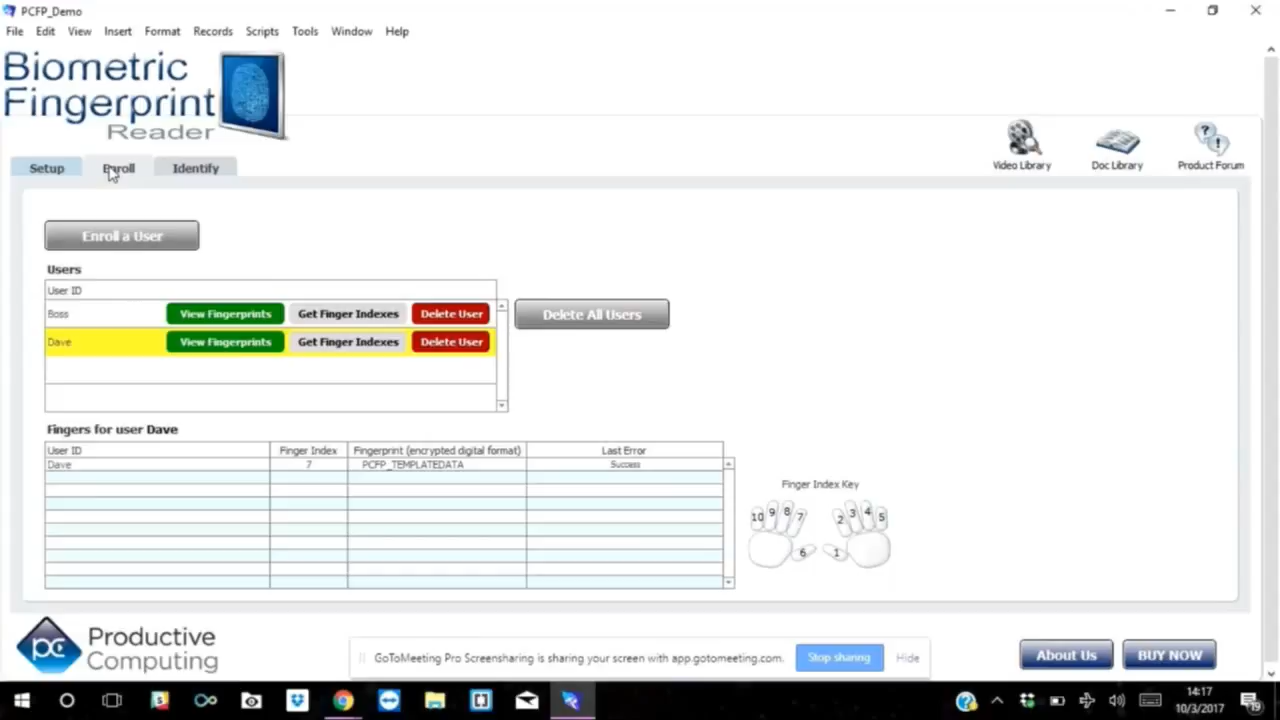 PCFP_Demo
File Edit View Insert Format Records Scripts Tools Window Help
Biometric
Fingerprint
Reader
Setup Enroll Identify
Video Library Doc Library Product Forum
Enroll a User
Users
User ID
Boss View Fingerprints Get Finger Indexes Delete User
Delete All Users
Dave View Fingerprints Get Finger Indexes Delete User
Fingers for user Dave
User ID Finger Index Fingerprint (encrypted digital format) Last Error
Dave 7 PCFP_TEMPLATEDATA Success
Finger Index Key
10 9 8 7 2 3 4 5
6 1
pc Productive
Computing
GoToMeeting Pro Screensharing is sharing your screen with app.gotomeeting.com. Stop sharing Hide
About Us BUY NOW
14:17
10/3/2017
19